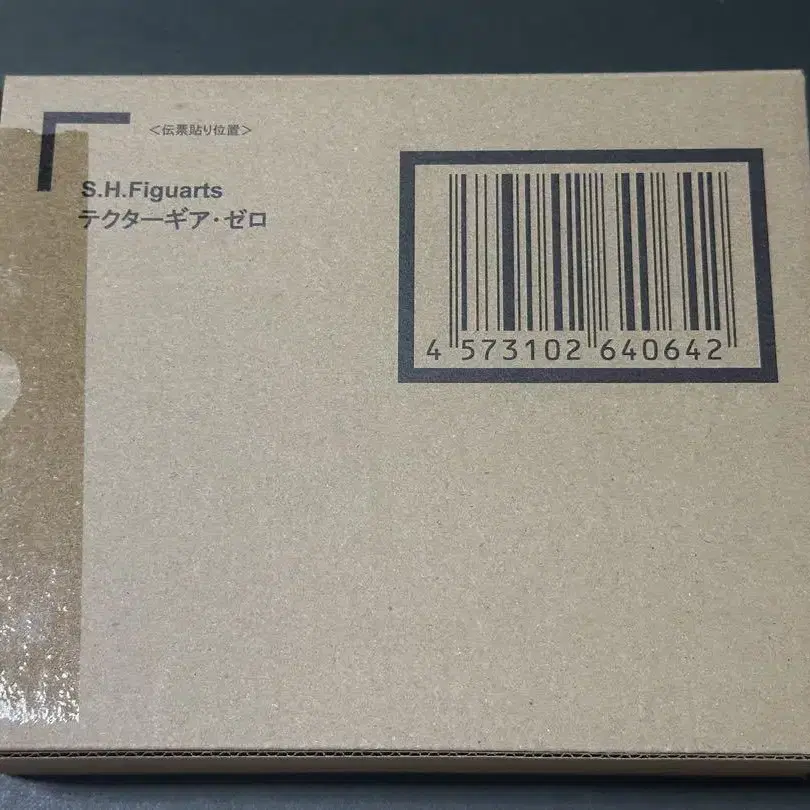 <伝票貼り位置>
S.H.Figuarts
テクターギア・ゼロ
4 573102 640642